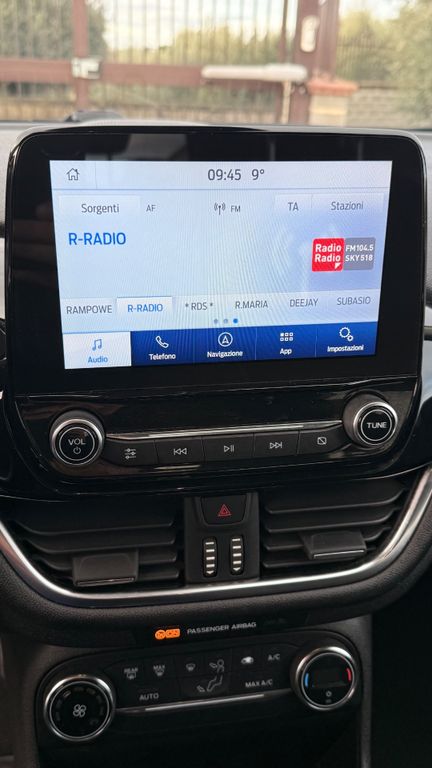 09:45 9°
Sorgenti AF FM TA Stazioni
R-RADIO
Radio Radio FM104.5 SKY 518
RAMPOWE R-RADIO * RDS * R.MARIA DEEJAY SUBASIO
Audio Telefono Navigazione App Impostazioni
VOL TUNE
PASSENGER AIRBAG
REAR MAX A/C
AUTO MAX A/C